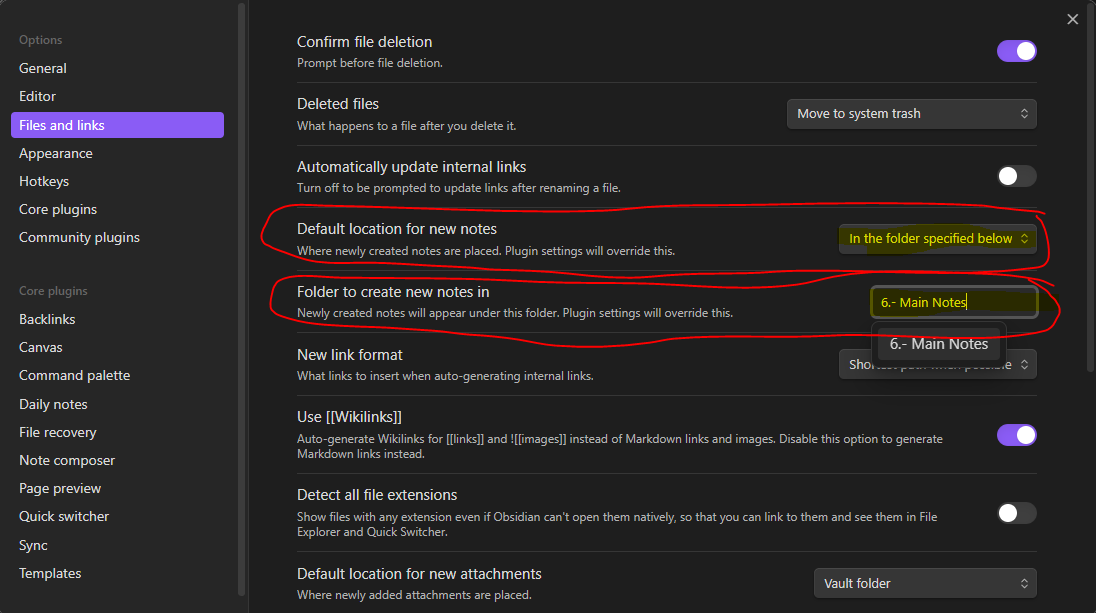 Options
General
Editor
Files and links
Appearance
Hotkeys
Core plugins
Community plugins
Core plugins
Backlinks
Canvas
Command palette
Daily notes
File recovery
Note composer
Page preview
Quick switcher
Sync
Templates
Confirm file deletion
Prompt before file deletion.
Deleted files
What happens to a file after you delete it.
Move to system trash
Automatically update internal links
Turn off to be prompted to update links after renaming a file.
Default location for new notes
Where newly created notes are placed. Plugin settings will override this.
In the folder specified below
Folder to create new notes in
Newly created notes will appear under this folder. Plugin settings will override this.
6.- Main Notes
6.- Main Notes
New link format
What links to insert when auto-generating internal links.
Shortest path when possible
Use [[Wikilinks]]
Auto-generate Wikilinks for [[links]] and ![[images]] instead of Markdown links and images. Disable this option to generate
Markdown links instead.
Detect all file extensions
Show files with any extension even if Obsidian can't open them natively, so that you can link to them and see them in File
Explorer and Quick Switcher.
Default location for new attachments
Where newly added attachments are placed.
Vault folder